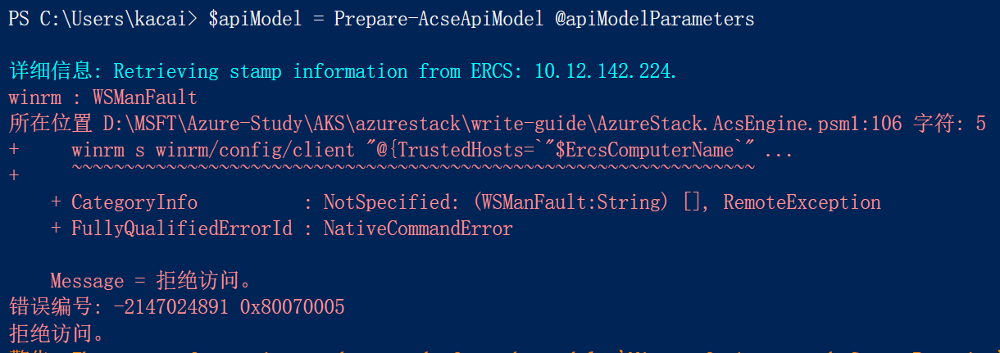 PS C:\Users\kacai> $apiModel = Prepare-AcseApiModel @apiModelParameters
详细信息: Retrieving stamp information from ERCS: 10.12.142.224.
winrm : WSManFault
所在位置 D:\MSFT\Azure-Study\AKS\azurestack\write-guide\AzureStack.AcsEngine.psm1:106 字符: 5
+     winrm s winrm/config/client "@{TrustedHosts=`"$ErcsComputerName`" ...
+     ~~~~~~~~~~~~~~~~~~~~~~~~~~~~~~~~~~~~~~~~~~~~~~~~~~~~~~~~~~~~~~~~~
    + CategoryInfo          : NotSpecified: (WSManFault:String) [], RemoteException
    + FullyQualifiedErrorId : NativeCommandError
    Message = 拒绝访问。
错误编号: -2147024891 0x80070005
拒绝访问。